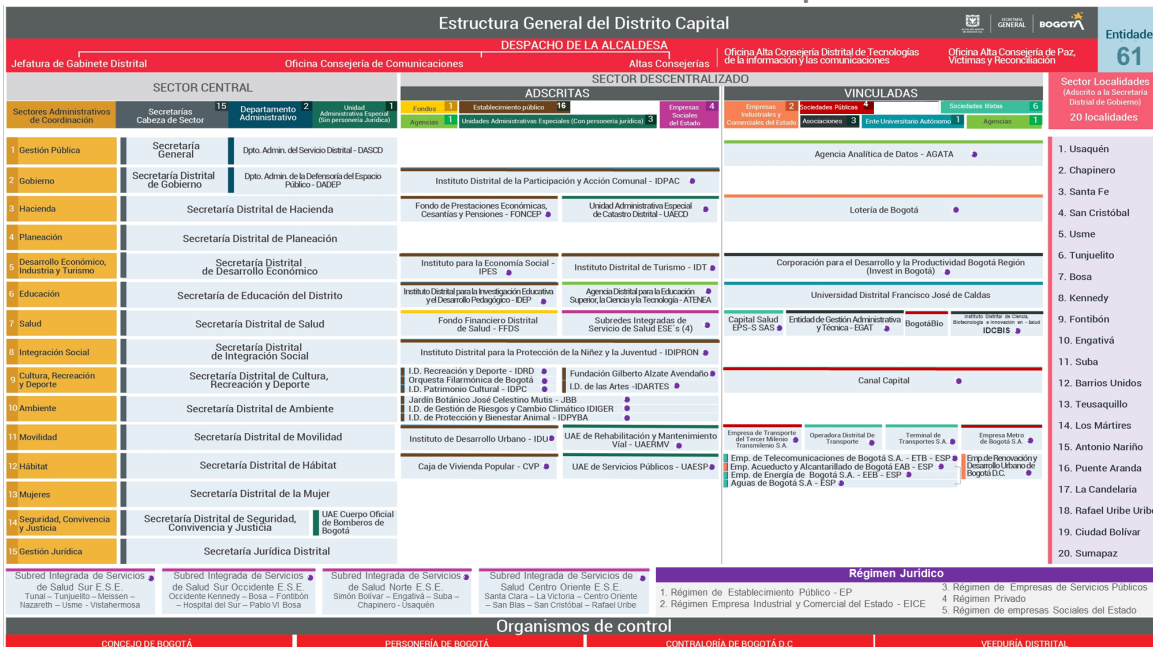 Estructura General del Distrito Capital
SECRETARÍA
GENERAL
BOGOTÁ
Entidade
61
DESPACHO DE LA ALCALDESA
Jefatura de Gabinete Distrital
Oficina Consejería de Comunicaciones
Altas Consejerías
Oficina Alta Consejería Distrital de Tecnologías
de la información y las comunicaciones
Oficina Alta Consejería de Paz,
Víctimas y Reconciliación
SECTOR CENTRAL
SECTOR DESCENTRALIZADO
ADSCRITAS
VINCULADAS
Sector Localidades
(Adscrito a la Secretaría
Distrial de Gobierno)
20 localidades
Sectores Administrativos
de Coordinación
Secretarías
Cabeza de Sector
15
Departamento
Administrativo
2
Unidad
Administrativa Especial
(Sin personería Jurídica)
1
Fondos 1
Establecimiento público 16
Agencias 1
Unidades Administrativas Especiales (Con personería jurídica) 3
Empresas
Sociales
del Estado
4
Empresas
Industriales y
Comerciales del Estado
2
Sociedades Públicas 4
Sociedades Mixtas 6
Asociaciones 3
Ente Universitario Autónomo 1
Agencias 1
1 Gestión Pública
Secretaría
General
Dpto. Admin. del Servicio Distrital - DASCD
Agencia Analítica de Datos - AGATA
2 Gobierno
Secretaría Distrital
de Gobierno
Dpto. Admin. de la Defensoría del Espacio
Público - DADEP
Instituto Distrital de la Participación y Acción Comunal - IDPAC
3 Hacienda
Secretaría Distrital de Hacienda
Fondo de Prestaciones Económicas,
Cesantías y Pensiones - FONCEP
Unidad Administrativa Especial
de Catastro Distrital - UAECD
Lotería de Bogotá
4 Planeación
Secretaría Distrital de Planeación
5 Desarrollo Económico,
Industria y Turismo
Secretaría Distrital
de Desarrollo Económico
Instituto para la Economía Social -
IPES
Instituto Distrital de Turismo - IDT
Corporación para el Desarrollo y la Productividad Bogotá Región
(Invest in Bogotá)
6 Educación
Secretaría de Educación del Distrito
Instituto Distrital para la Investigación Educativa
y el Desarrollo Pedagógico - IDEP
Agencia Distrital para la Educación
Superior, la Ciencia y la Tecnología - ATENEA
Universidad Distrital Francisco José de Caldas
7 Salud
Secretaría Distrital de Salud
Fondo Financiero Distrital
de Salud - FFDS
Subredes Integradas de
Servicio de Salud ESE´s (4)
Capital Salud
EPS-S SAS
Entidad de Gestión Administrativa
y Técnica - EGAT
BogotáBio
Instituto Distrital de Ciencia,
Biotecnología e Innovación en - Salud
IDCBIS
8 Integración Social
Secretaría Distrital
de Integración Social
Instituto Distrital para la Protección de la Niñez y la Juventud - IDIPRON
9 Cultura, Recreación
y Deporte
Secretaría Distrital de Cultura,
Recreación y Deporte
I.D. Recreación y Deporte - IDRD
Orquesta Filarmónica de Bogotá
I.D. Patrimonio Cultural - IDPC
Fundación Gilberto Alzate Avendaño
I.D. de las Artes -IDARTES
Canal Capital
10 Ambiente
Secretaría Distrital de Ambiente
Jardín Botánico José Celestino Mutis - JBB
I.D. de Gestión de Riesgos y Cambio Climático IDIGER
I.D. de Protección y Bienestar Animal - IDPYBA
11 Movilidad
Secretaría Distrital de Movilidad
Instituto de Desarrollo Urbano - IDU
UAE de Rehabilitación y Mantenimiento
Vial - UAERMV
Empresa de Transporte
del Tercer Milenio
Transmilenio S.A.
Operadora Distrital De
Transporte
Terminal de
Transportes S.A.
Empresa Metro
de Bogotá S.A.
12 Hábitat
Secretaría Distrital de Hábitat
Caja de Vivienda Popular - CVP
UAE de Servicios Públicos - UAESP
Emp. de Telecomunicaciones de Bogotá S.A. - ETB - ESP
Emp. Acueducto y Alcantarillado de Bogotá EAB - ESP
Emp. de Energía de Bogotá S.A. - EEB - ESP
Aguas de Bogotá S.A - ESP
Emp.de Renovación y
Desarrollo Urbano de
Bogotá D.C.
13 Mujeres
Secretaría Distrital de la Mujer
14 Seguridad, Convivencia
y Justicia
Secretaría Distrital de Seguridad,
Convivencia y Justicia
UAE Cuerpo Oficial
de Bomberos de
Bogotá
15 Gestión Jurídica
Secretaría Jurídica Distrital
1. Usaquén
2. Chapinero
3. Santa Fe
4. San Cristóbal
5. Usme
6. Tunjuelito
7. Bosa
8. Kennedy
9. Fontibón
10. Engativá
11. Suba
12. Barrios Unidos
13. Teusaquillo
14. Los Mártires
15. Antonio Nariño
16. Puente Aranda
17. La Candelaria
18. Rafael Uribe Uribe
19. Ciudad Bolívar
20. Sumapaz
Subred Integrada de Servicios
de Salud Sur E.S.E.
Tunal – Tunjuelito – Meissen –
Nazareth – Usme - Vistahermosa
Subred Integrada de Servicios
de Salud Sur Occidente E.S.E.
Occidente Kennedy – Bosa – Fontibón
– Hospital del Sur – Pablo VI Bosa
Subred Integrada de Servicios
de Salud Norte E.S.E.
Simón Bolívar – Engativá – Suba –
Chapinero - Usaquén
Subred Integrada de Servicios de
Salud Centro Oriente E.S.E.
Santa Clara – La Victoria – Centro Oriente
– San Blas – San Cristóbal – Rafael Uribe
Régimen Jurídico
1. Régimen de Establecimiento Público - EP
2. Régimen Empresa Industrial y Comercial del Estado - EICE
3. Régimen de Empresas de Servicios Públicos
4 Régimen Privado
5. Régimen de empresas Sociales del Estado
Organismos de control
CONCEJO DE BOGOTÁ
PERSONERÍA DE BOGOTÁ
CONTRALORÍA DE BOGOTÁ D.C
VEEDURÍA DISTRITAL